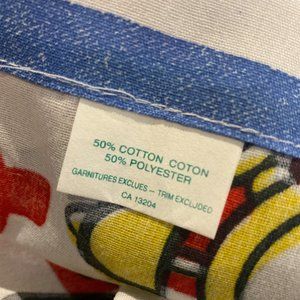 50% COTTON COTON
50% POLYESTER
GARNITURES EXCLUES — TRIM EXCLUDED
CA 13204